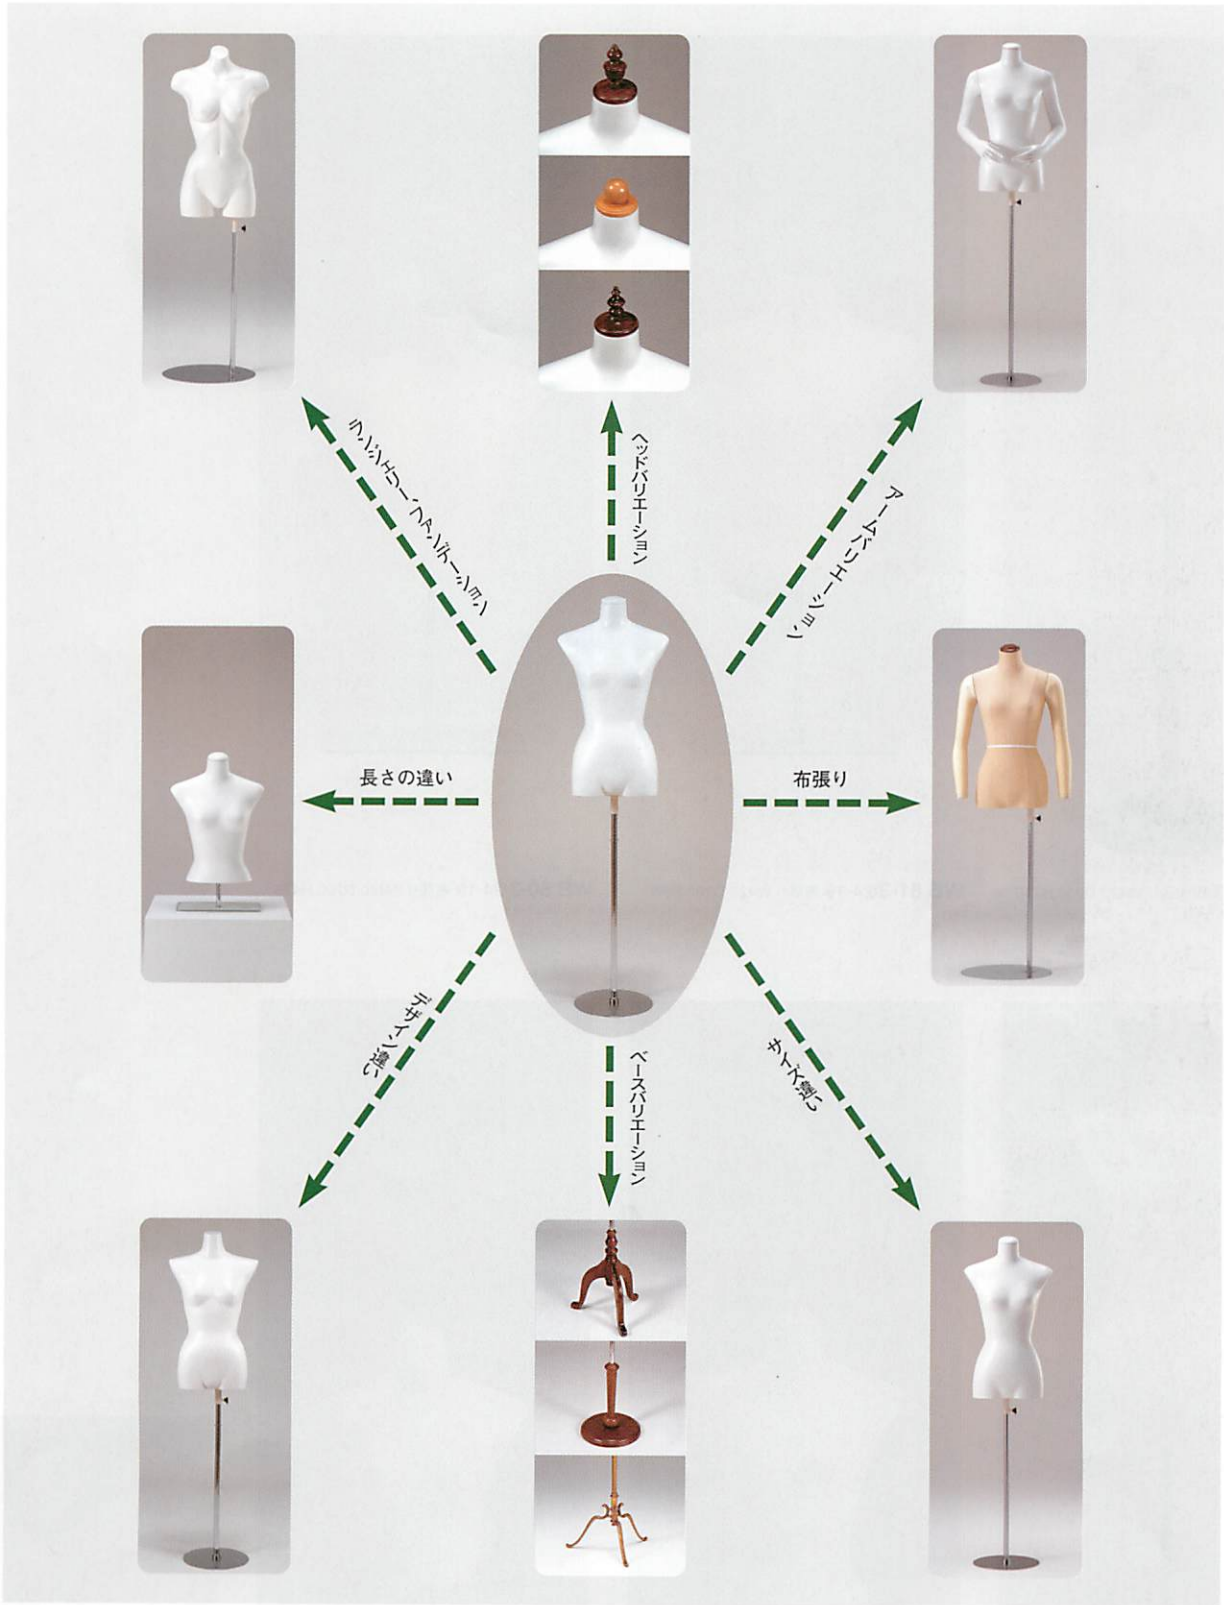 ランジェリー、ファンデーション
ヘッドバリエーション
アームバリエーション
長さの違い
布張り
デザイン違い
ベースバリエーション
サイズ違い